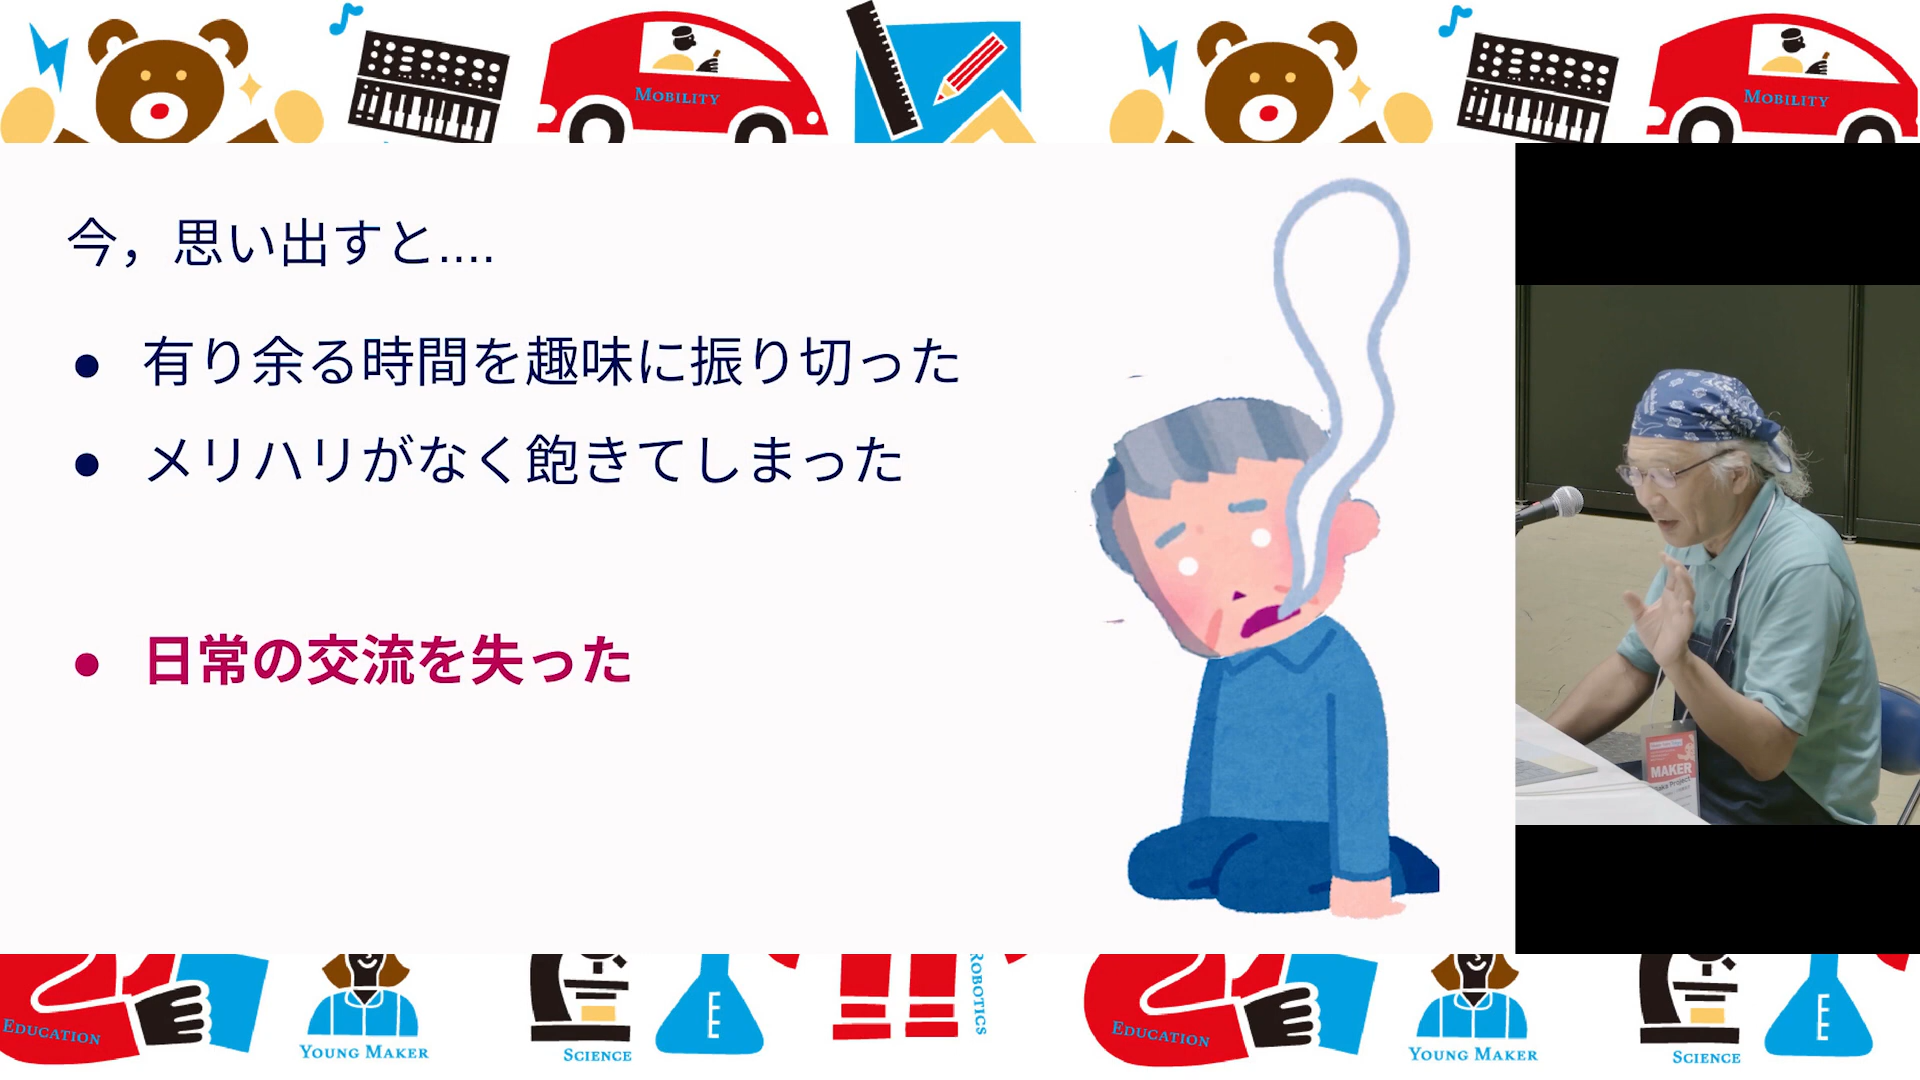 MOBILITY
MOBILITY
今，思い出すと....
● 有り余る時間を趣味に振り切った
● メリハリがなく飽きてしまった
● 日常の交流を失った
MAKER
EDUCATION
YOUNG MAKER
SCIENCE
E
ROBOTICS
EDUCATION
YOUNG MAKER
SCIENCE
E